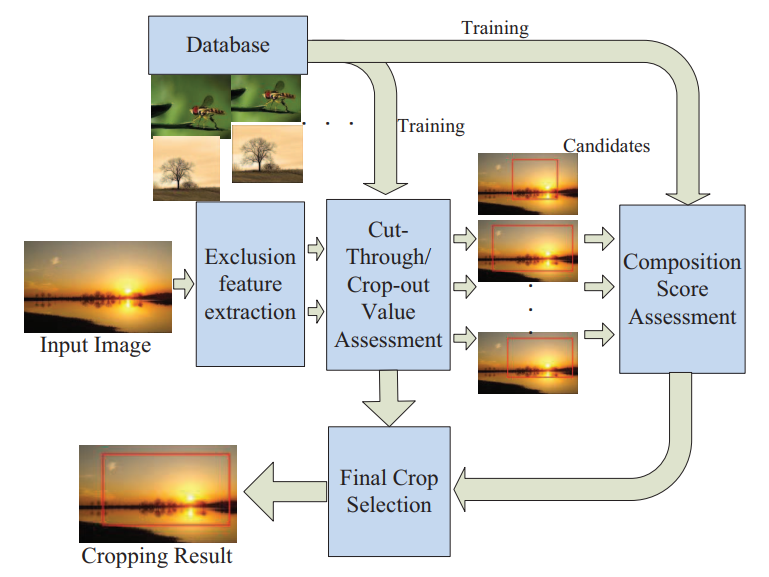 Database
Training
Training
Candidates
Exclusion
feature
extraction
Cut-
Through/
Crop-out
Value
Assessment
Composition
Score
Assessment
Input Image
Final Crop
Selection
Cropping Result